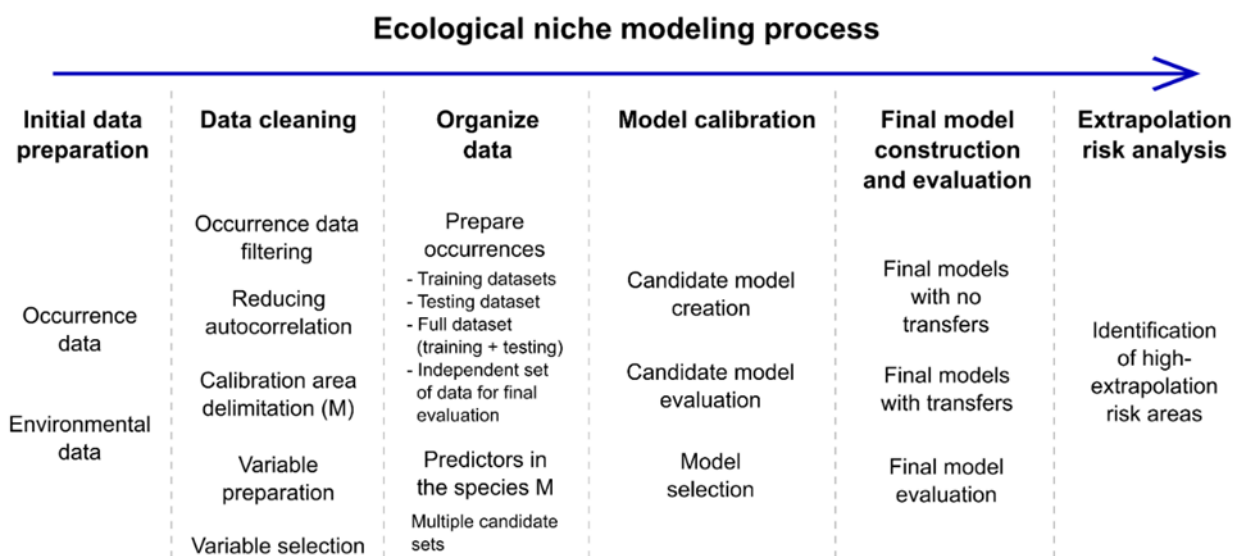 Ecological niche modeling process
Initial data
preparation
Occurrence
data
Environmental
data
Data cleaning
Occurrence data
filtering
Reducing
autocorrelation
Calibration area
delimitation (M)
Variable
preparation
Variable selection
Organize
data
Prepare
occurrences
- Training datasets
- Testing dataset
- Full dataset
(training + testing)
- Independent set
of data for final
evaluation
Predictors in
the species M
Multiple candidate
sets
Model calibration
Candidate model
creation
Candidate model
evaluation
Model
selection
Final model
construction
and evaluation
Final models
with no
transfers
Final models
with transfers
Final model
evaluation
Extrapolation
risk analysis
Identification
of high-
extrapolation
risk areas